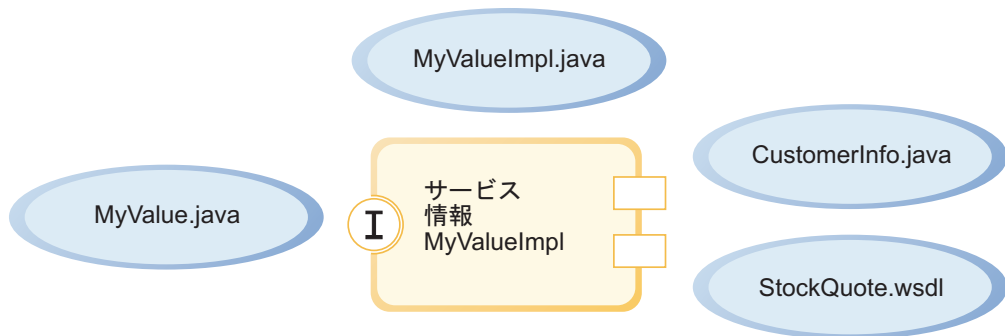 MyValueImpl.java
CustomerInfo.java
MyValue.java
I
サービス
情報
MyValueImpl
StockQuote.wsdl